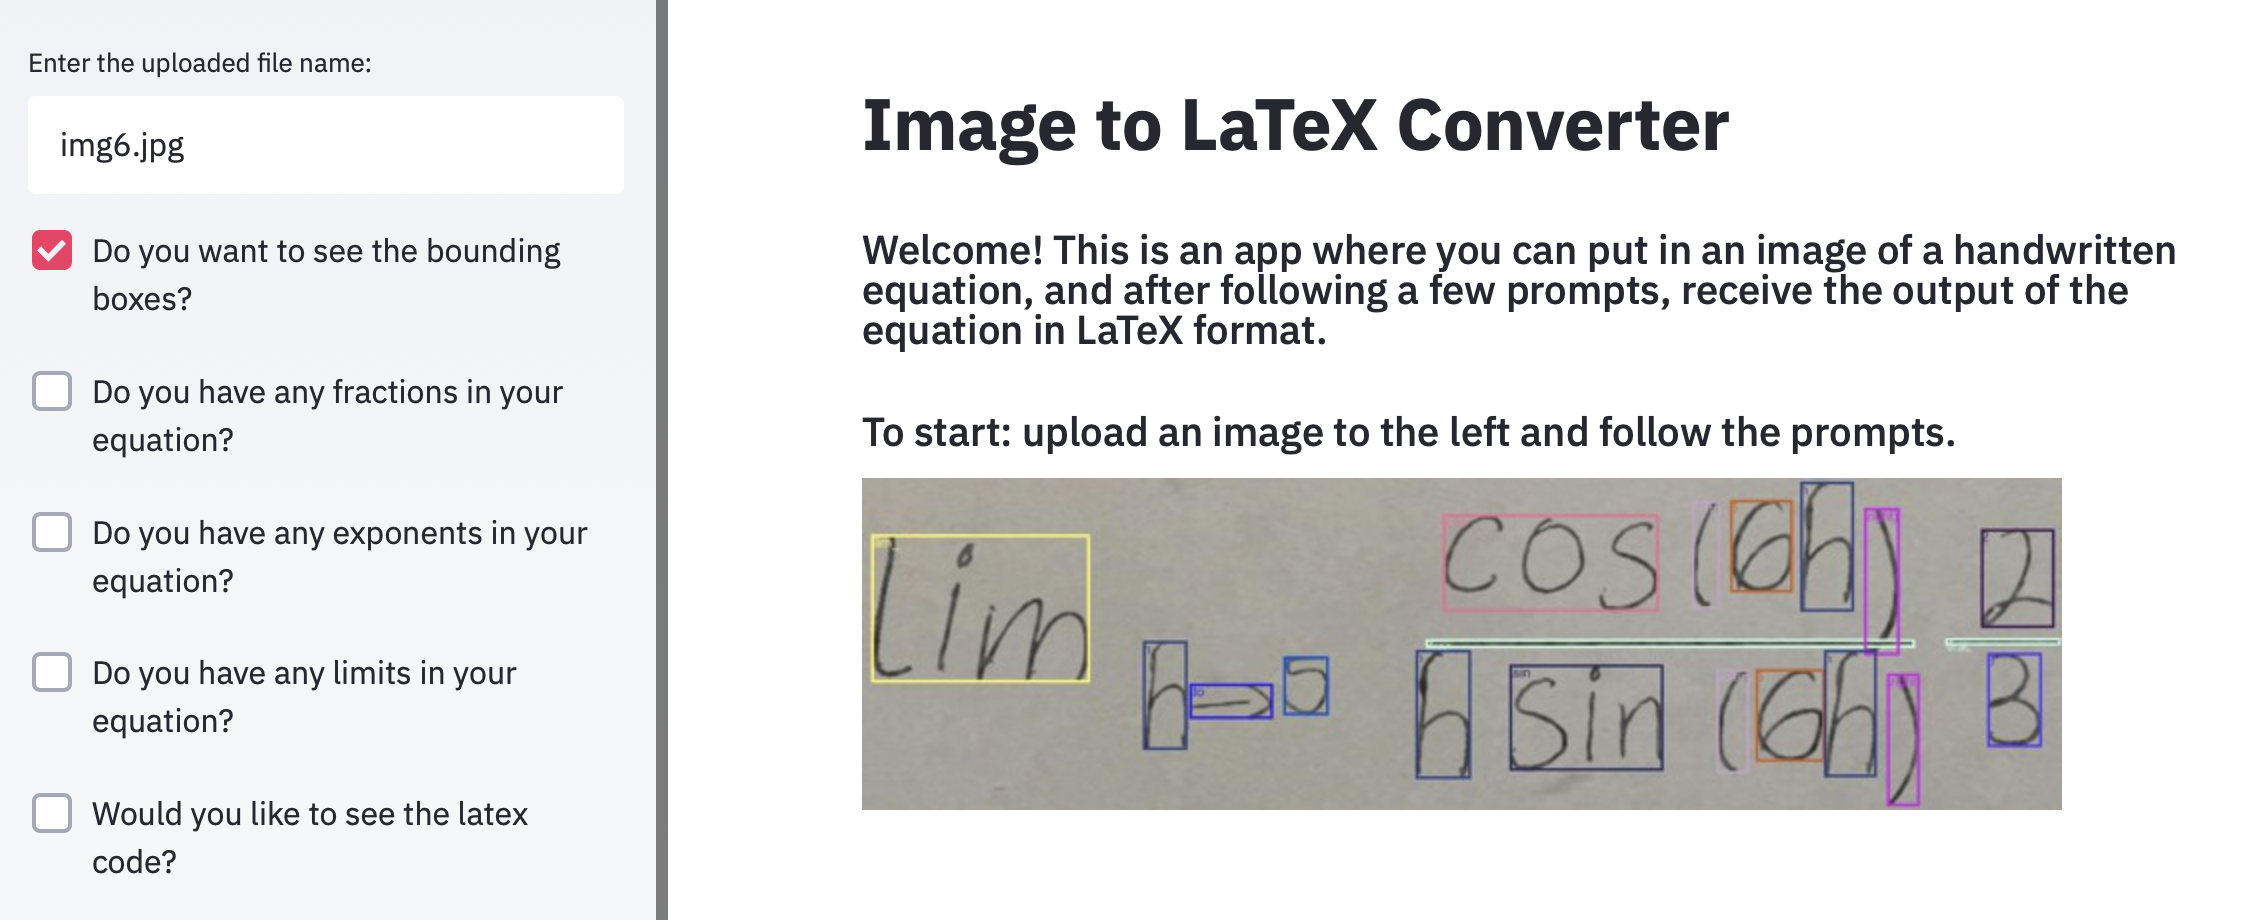 Enter the uploaded file name:
img6.jpg
Do you want to see the bounding
boxes?
Do you have any fractions in your
equation?
Do you have any exponents in your
equation?
Do you have any limits in your
equation?
Would you like to see the latex
code?
Image to LaTeX Converter
Welcome! This is an app where you can put in an image of a handwritten
equation, and after following a few prompts, receive the output of the
equation in LaTeX format.
To start: upload an image to the left and follow the prompts.
lim h→0 cos(6h) / h sin(6h) 2/3